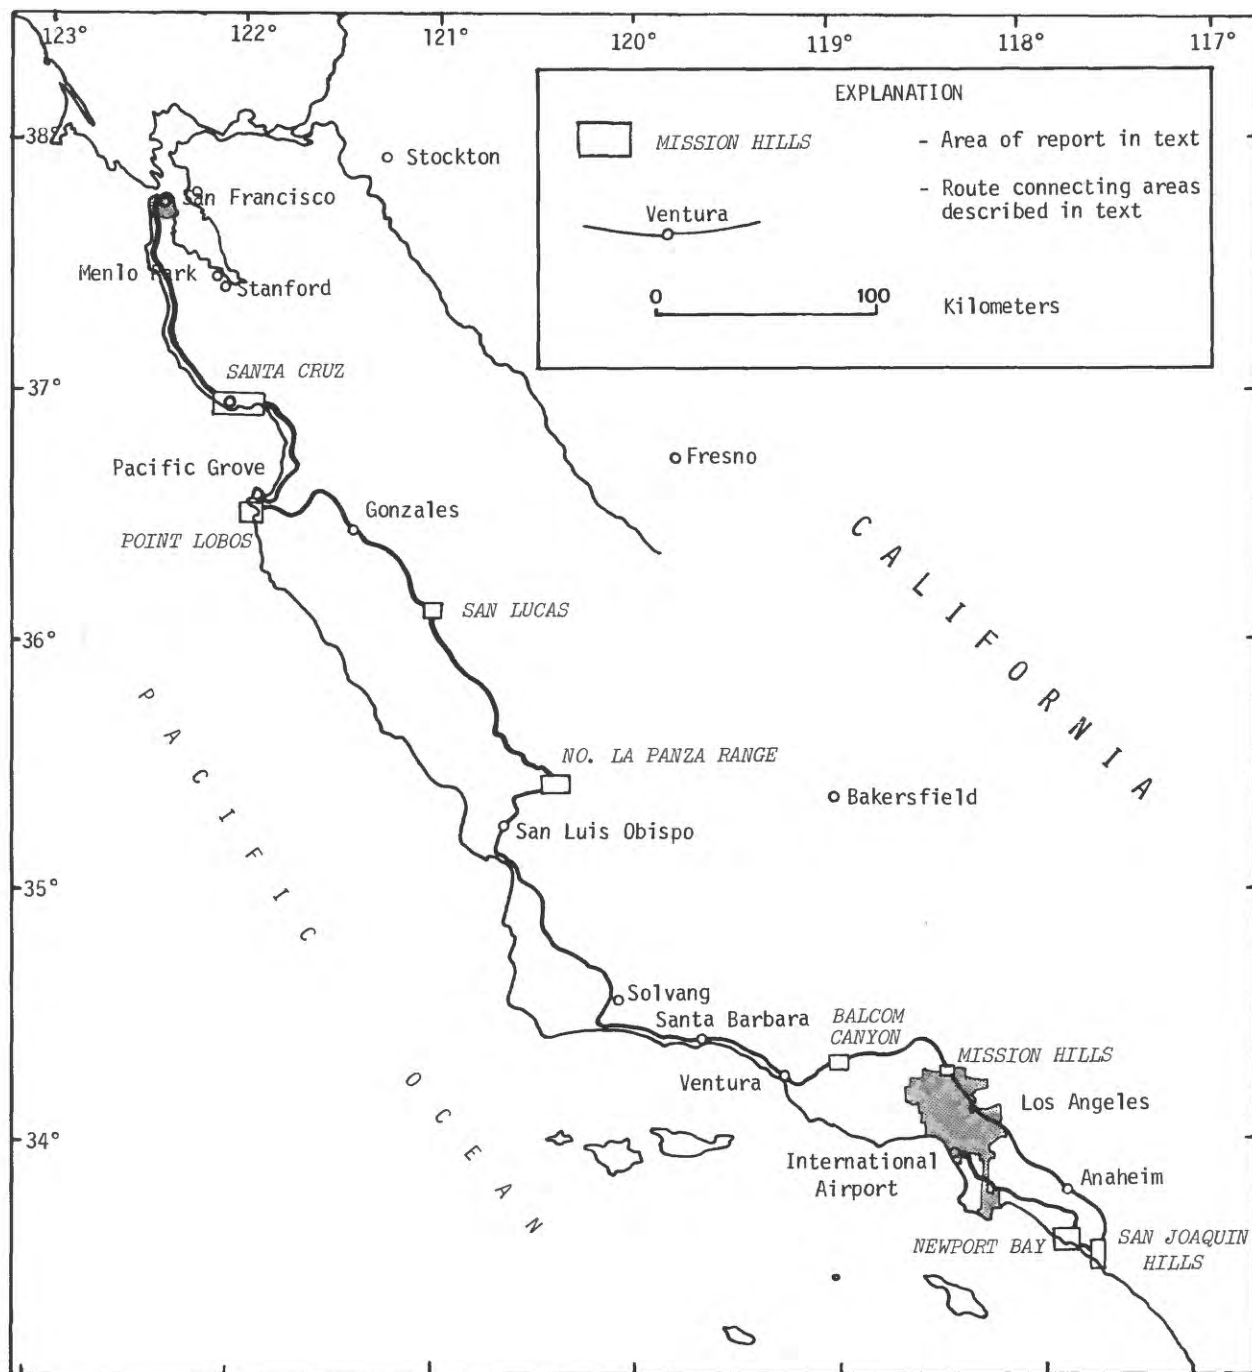 123° 122° 121° 120° 119° 118° 117°
EXPLANATION
MISSION HILLS
- Area of report in text
- Route connecting areas
described in text
Ventura
0 100
Kilometers
38°
Stockton
San Francisco
Menlo Park
Stanford
37°
SANTA CRUZ
Pacific Grove
Fresno
Gonzales
POINT LOBOS
CALIFORNIA
SAN LUCAS
36°
PACIFIC
OCEAN
NO. LA PANZA RANGE
Bakersfield
San Luis Obispo
35°
Solvang
Santa Barbara
BALCOM
CANYON
MISSION HILLS
Ventura
Los Angeles
34°
International
Airport
Anaheim
NEWPORT BAY
SAN JOAQUIN
HILLS